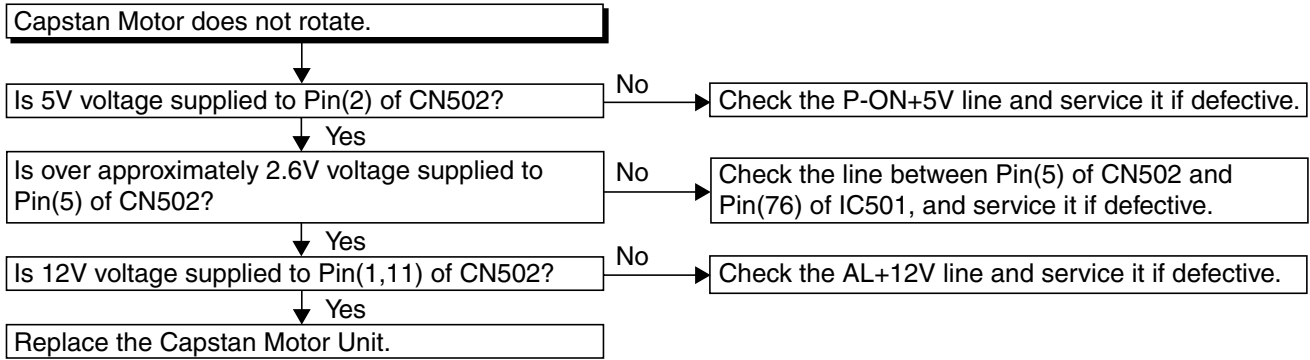 Capstan Motor does not rotate.
Is 5V voltage supplied to Pin(2) of CN502?
No
Check the P-ON+5V line and service it if defective.
Yes
Is over approximately 2.6V voltage supplied to
Pin(5) of CN502?
No
Check the line between Pin(5) of CN502 and
Pin(76) of IC501, and service it if defective.
Yes
Is 12V voltage supplied to Pin(1,11) of CN502?
No
Check the AL+12V line and service it if defective.
Yes
Replace the Capstan Motor Unit.